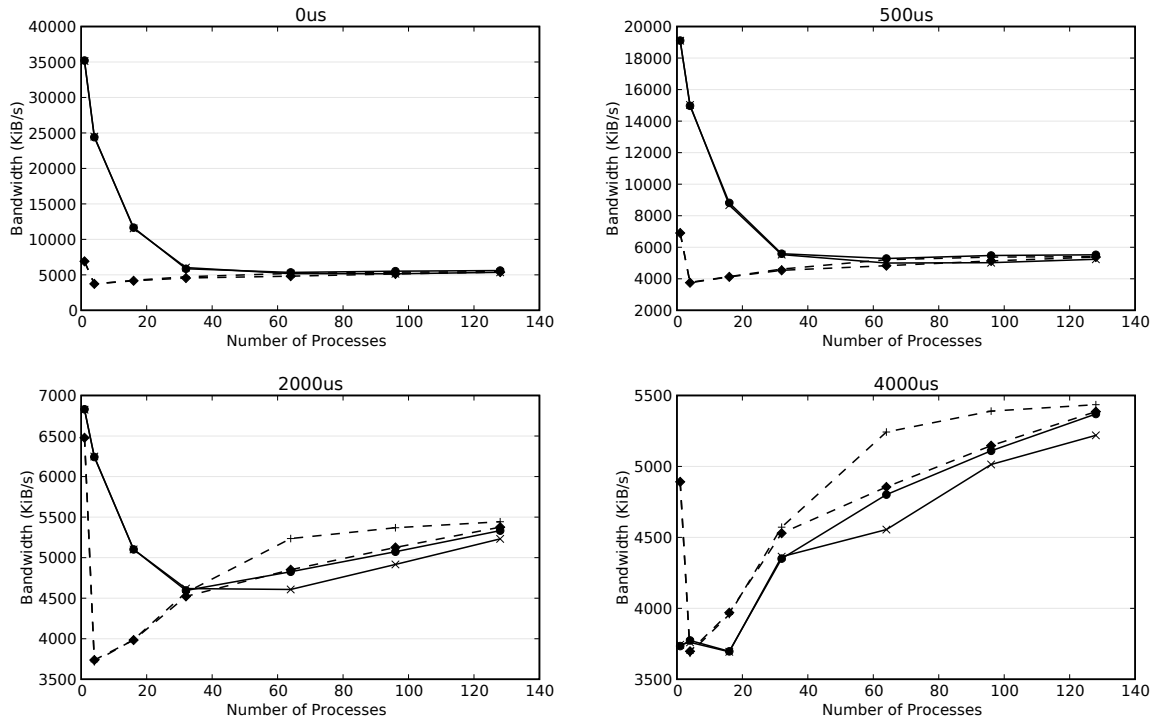 0us
Bandwidth (KiB/s)
40000
35000
30000
25000
20000
15000
10000
5000
0
0 20 40 60 80 100 120 140
Number of Processes
500us
Bandwidth (KiB/s)
20000
18000
16000
14000
12000
10000
8000
6000
4000
2000
0 20 40 60 80 100 120 140
Number of Processes
2000us
Bandwidth (KiB/s)
7000
6500
6000
5500
5000
4500
4000
3500
0 20 40 60 80 100 120 140
Number of Processes
4000us
Bandwidth (KiB/s)
5500
5000
4500
4000
3500
0 20 40 60 80 100 120 140
Number of Processes